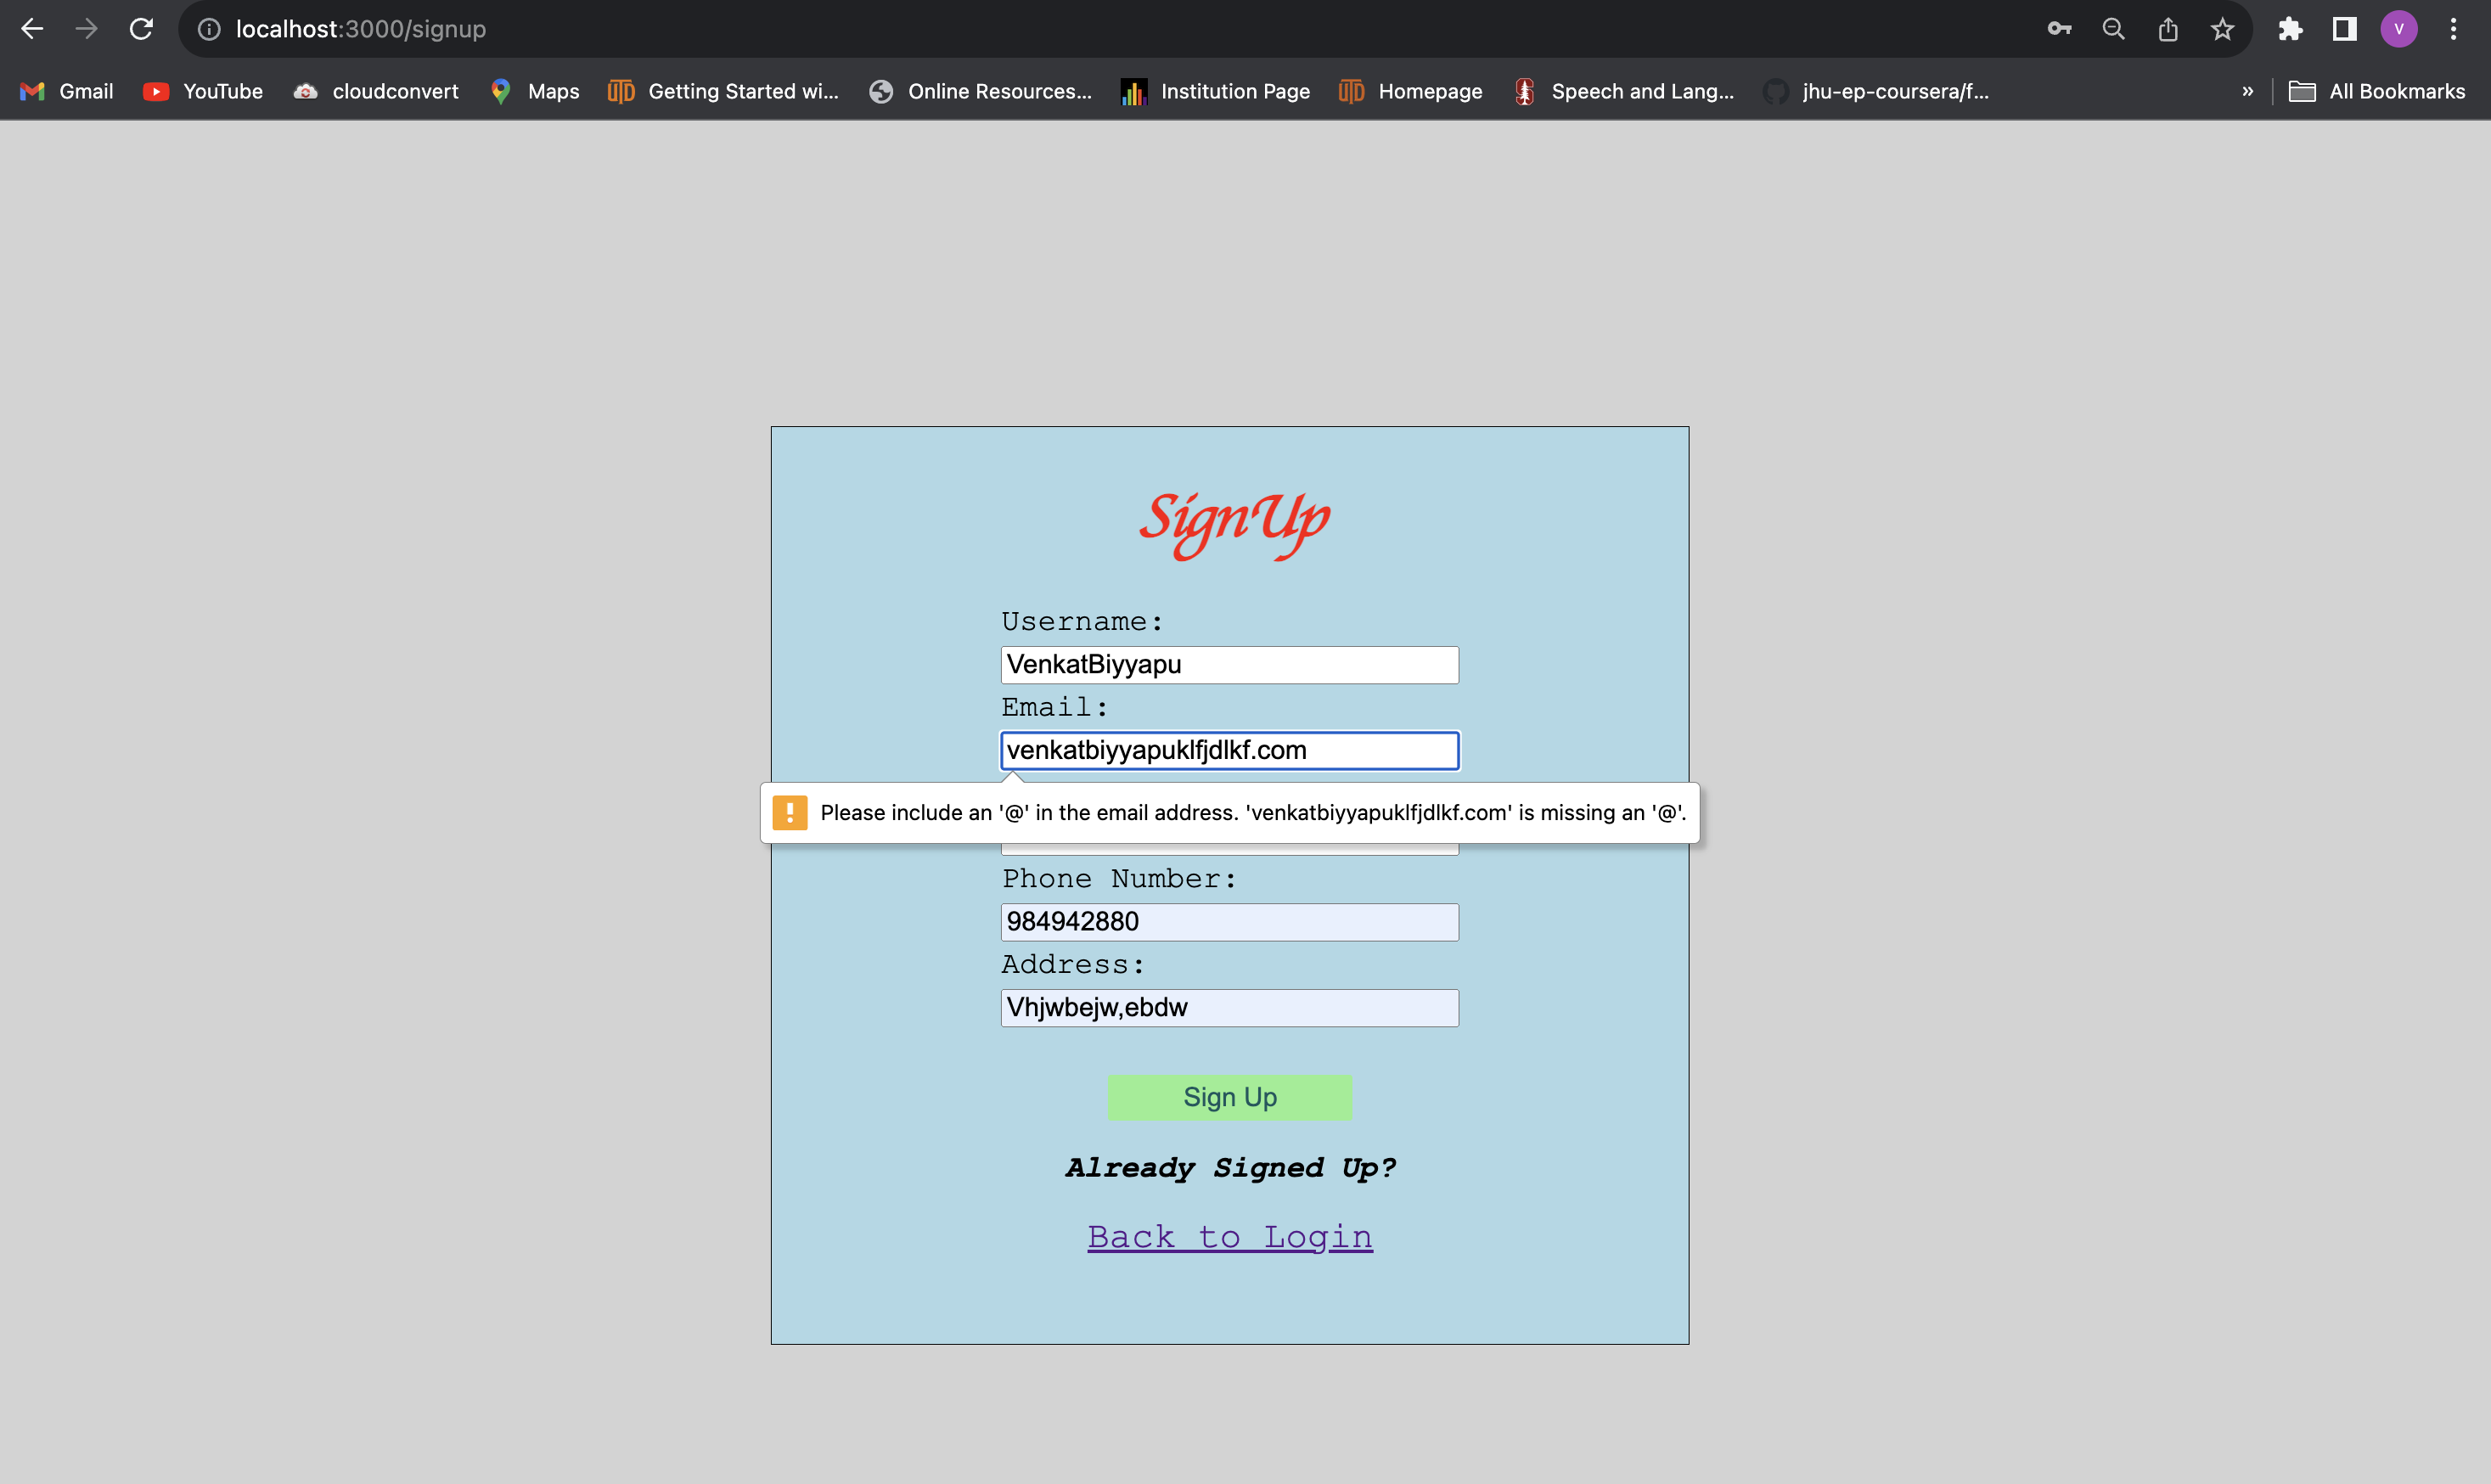 localhost:3000/signup
V
Gmail YouTube cloudconvert Maps Getting Started wi... Online Resources... Institution Page Homepage Speech and Lang... jhu-ep-coursera/f... » All Bookmarks
SignUp
Username:
VenkatBiyyapu
Email:
venkatbiyyapuklfjdlkf.com
Please include an '@' in the email address. 'venkatbiyyapuklfjdlkf.com' is missing an '@'.
Phone Number:
984942880
Address:
Vhjwbejw,ebdw
Sign Up
Already Signed Up?
Back to Login